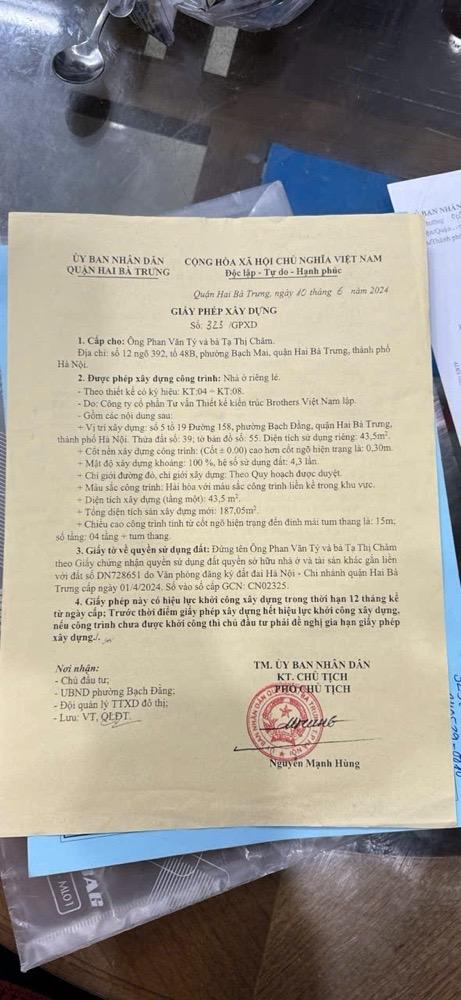 ỦY BAN NHÂN DÂN
QUẬN HAI BÀ TRƯNG
CỘNG HÒA XÃ HỘI CHỦ NGHĨA VIỆT NAM
Độc lập - Tự do - Hạnh phúc
Quận Hai Bà Trưng, ngày 10 tháng 6 năm 2024
GIẤY PHÉP XÂY DỰNG
Số: 323 /GPXD
1. Cấp cho: Ông Phan Văn Tý và bà Tạ Thị Châm.
Địa chỉ: số 12 ngõ 392, tổ 48B, phường Bạch Mai, quận Hai Bà Trưng, thành phố
Hà Nội.
2. Được phép xây dựng công trình: Nhà ở riêng lẻ.
- Theo thiết kế có ký hiệu: KT:04 ÷ KT:08.
- Do: Công ty cổ phần Tư vấn Thiết kế kiến trúc Brothers Việt Nam lập.
- Gồm các nội dung sau:
+ Vị trí xây dựng: số 5 tổ 19 Đường 158, phường Bạch Đằng, quận Hai Bà Trưng,
thành phố Hà Nội. Thửa đất số: 39; tờ bản đồ số: 55. Diện tích sử dụng riêng: 43,5m².
+ Cốt nền xây dựng công trình: (Cốt ± 0.00) cao hơn cốt ngõ hiện trạng là: 0,30m.
+ Mật độ xây dựng khoảng: 100 %, hệ số sử dụng đất: 4,3 lần.
+ Chỉ giới đường đỏ, chỉ giới xây dựng: Theo Quy hoạch được duyệt.
+ Màu sắc công trình: Hài hòa với màu sắc công trình liền kề trong khu vực.
+ Diện tích xây dựng (tầng một): 43,5 m².
+ Tổng diện tích sàn xây dựng mới: 187,05m².
+ Chiều cao công trình tính từ cốt ngõ hiện trạng đến đỉnh mái tum thang là: 15m;
số tầng: 04 tầng + tum thang.
3. Giấy tờ về quyền sử dụng đất: Đứng tên Ông Phan Văn Tý và bà Tạ Thị Châm
theo Giấy chứng nhận quyền sử dụng đất quyền sở hữu nhà ở và tài sản khác gắn liền
với đất số DN728651 do Văn phòng đăng ký đất đai Hà Nội - Chi nhánh quận Hai Bà
Trưng cấp ngày 01/4/2024. Số vào sổ cấp GCN: CN02325.
4. Giấy phép này có hiệu lực khởi công xây dựng trong thời hạn 12 tháng kể
từ ngày cấp; Trước thời điểm giấy phép xây dựng hết hiệu lực khởi công xây dựng,
nếu công trình chưa được khởi công thì chủ đầu tư phải đề nghị gia hạn giấy phép
xây dựng./.
Nơi nhận:
- Chủ đầu tư;
- UBND phường Bạch Đằng;
- Đội quản lý TTXD đô thị;
- Lưu: VT, QLĐT.
TM. ỦY BAN NHÂN DÂN
KT. CHỦ TỊCH
PHÓ CHỦ TỊCH
Nguyễn Mạnh Hùng